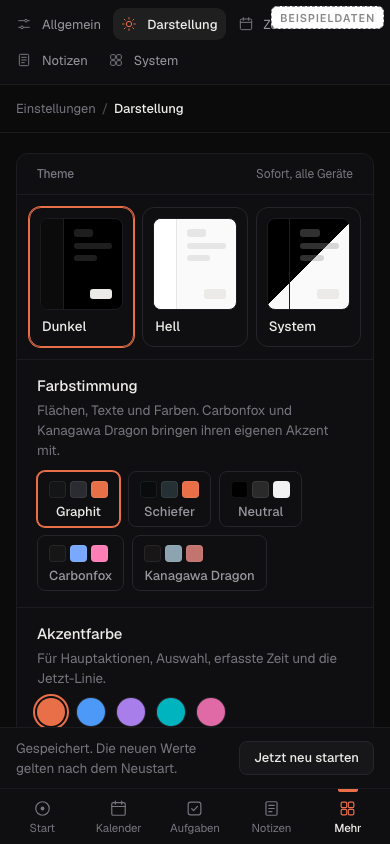 Allgemein
Darstellung
BEISPIELDATEN
Notizen
System
Einstellungen / Darstellung
Theme
Sofort, alle Geräte
Dunkel
Hell
System
Farbstimmung
Flächen, Texte und Farben. Carbonfox und
Kanagawa Dragon bringen ihren eigenen Akzent
mit.
Graphit
Schiefer
Neutral
Carbonfox
Kanagawa Dragon
Akzentfarbe
Für Hauptaktionen, Auswahl, erfasste Zeit und die
Jetzt-Linie.
Gespeichert. Die neuen Werte
gelten nach dem Neustart.
Jetzt neu starten
Start
Kalender
Aufgaben
Notizen
Mehr